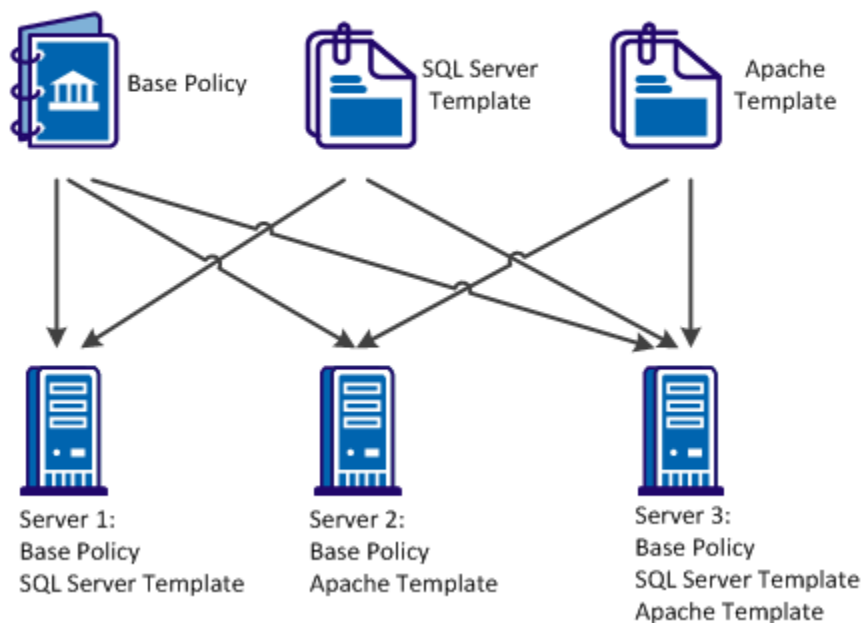 Base Policy
SQL Server
Template
Apache
Template
Server 1:
Base Policy
SQL Server Template
Server 2:
Base Policy
Apache Template
Server 3:
Base Policy
SQL Server Template
Apache Template